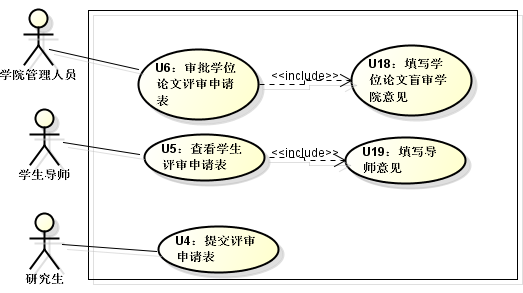 U6：审批学位
论文评审申请
表
<<include>>
U18：填写学
位论文盲审学
院意见
学院管理人员
U5：查看学生
评审申请表
<<include>>
U19：填写导
师意见
学生导师
U4：提交评审
申请表
研究生